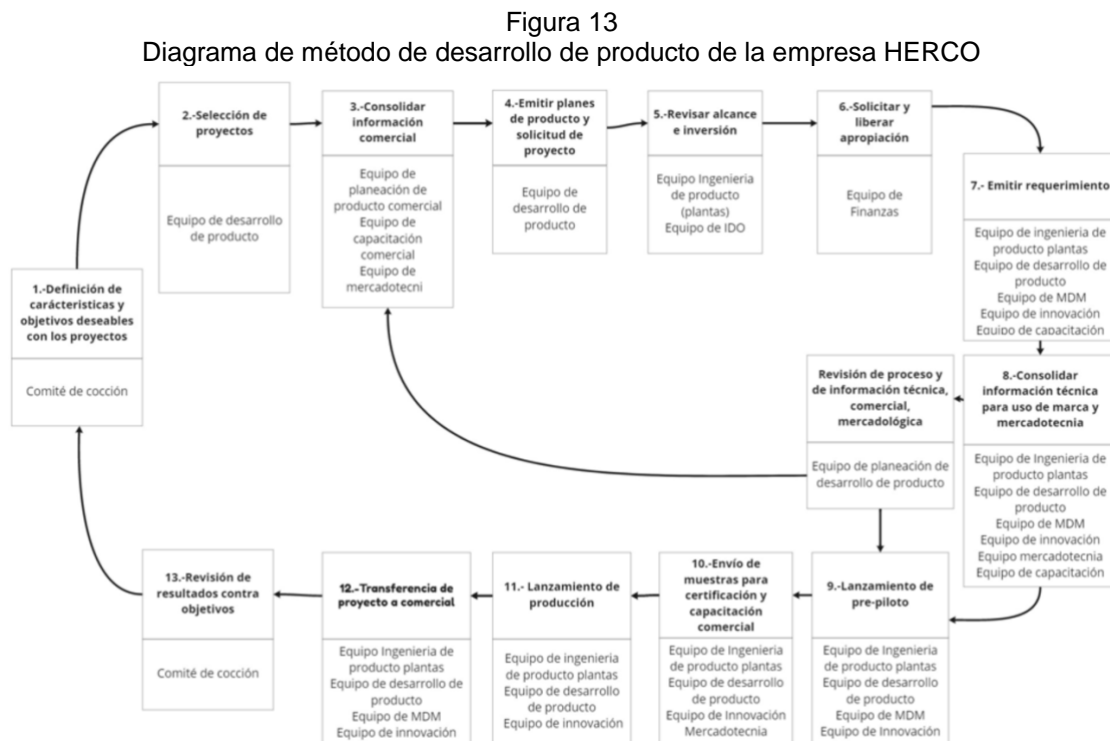 Figura 13
Diagrama de método de desarrollo de producto de la empresa HERCO
1.-Definición de
carácteristicas y
objetivos deseables
con los proyectos
Comité de cocción
2.-Selección de
proyectos
Equipo de desarrollo
de producto
3.-Consolidar
información
comercial
Equipo de
planeación de
producto comercial
Equipo de
capacitación
comercial
Equipo de
mercadotecni
4.-Emitir planes
de producto y
solicitud de
proyecto
Equipo de
desarrollo de
producto
5.-Revisar alcance
e inversión
Equipo Ingenieria
de producto
(plantas)
Equipo de IDO
6.-Solicitar y
liberar
apropiación
Equipo de
Finanzas
7.- Emitir requerimiento
Equipo de ingenieria de
producto plantas
Equipo de desarrollo de
producto
Equipo de MDM
Equipo de innovación
Equipo de capacitación
8.-Consolidar
información técnica
para uso de marca y
mercadotecnia
Equipo de Ingenieria de
producto plantas
Equipo de desarrollo de
producto
Equipo de MDM
Equipo de innovación
Equipo mercadotecnia
Equipo de capacitación
Revisión de proceso y
de información técnica,
comercial,
mercadológica
Equipo de planeación de
desarrollo de producto
9.-Lanzamiento de
pre-piloto
Equipo de Ingenieria
de producto plantas
Equipo de desarrollo
de producto
Equipo de MDM
Equipo de Innovación
10.-Envío de
muestras para
certificación y
capacitación
comercial
Equipo de Ingenieria
de producto plantas
Equipo de desarrollo
de producto
Equipo de Innovación
Mercadotecnia
11.- Lanzamiento de
producción
Equipo de ingenieria
de producto plantas
Equipo de desarrollo
de producto
Equipo de innovación
12.-Transferencia de
proyecto a comercial
Equipo Ingenieria de
producto plantas
Equipo de desarrollo de
producto
Equipo de MDM
Equipo de innovación
13.-Revisión de
resultados contra
objetivos
Comité de cocción